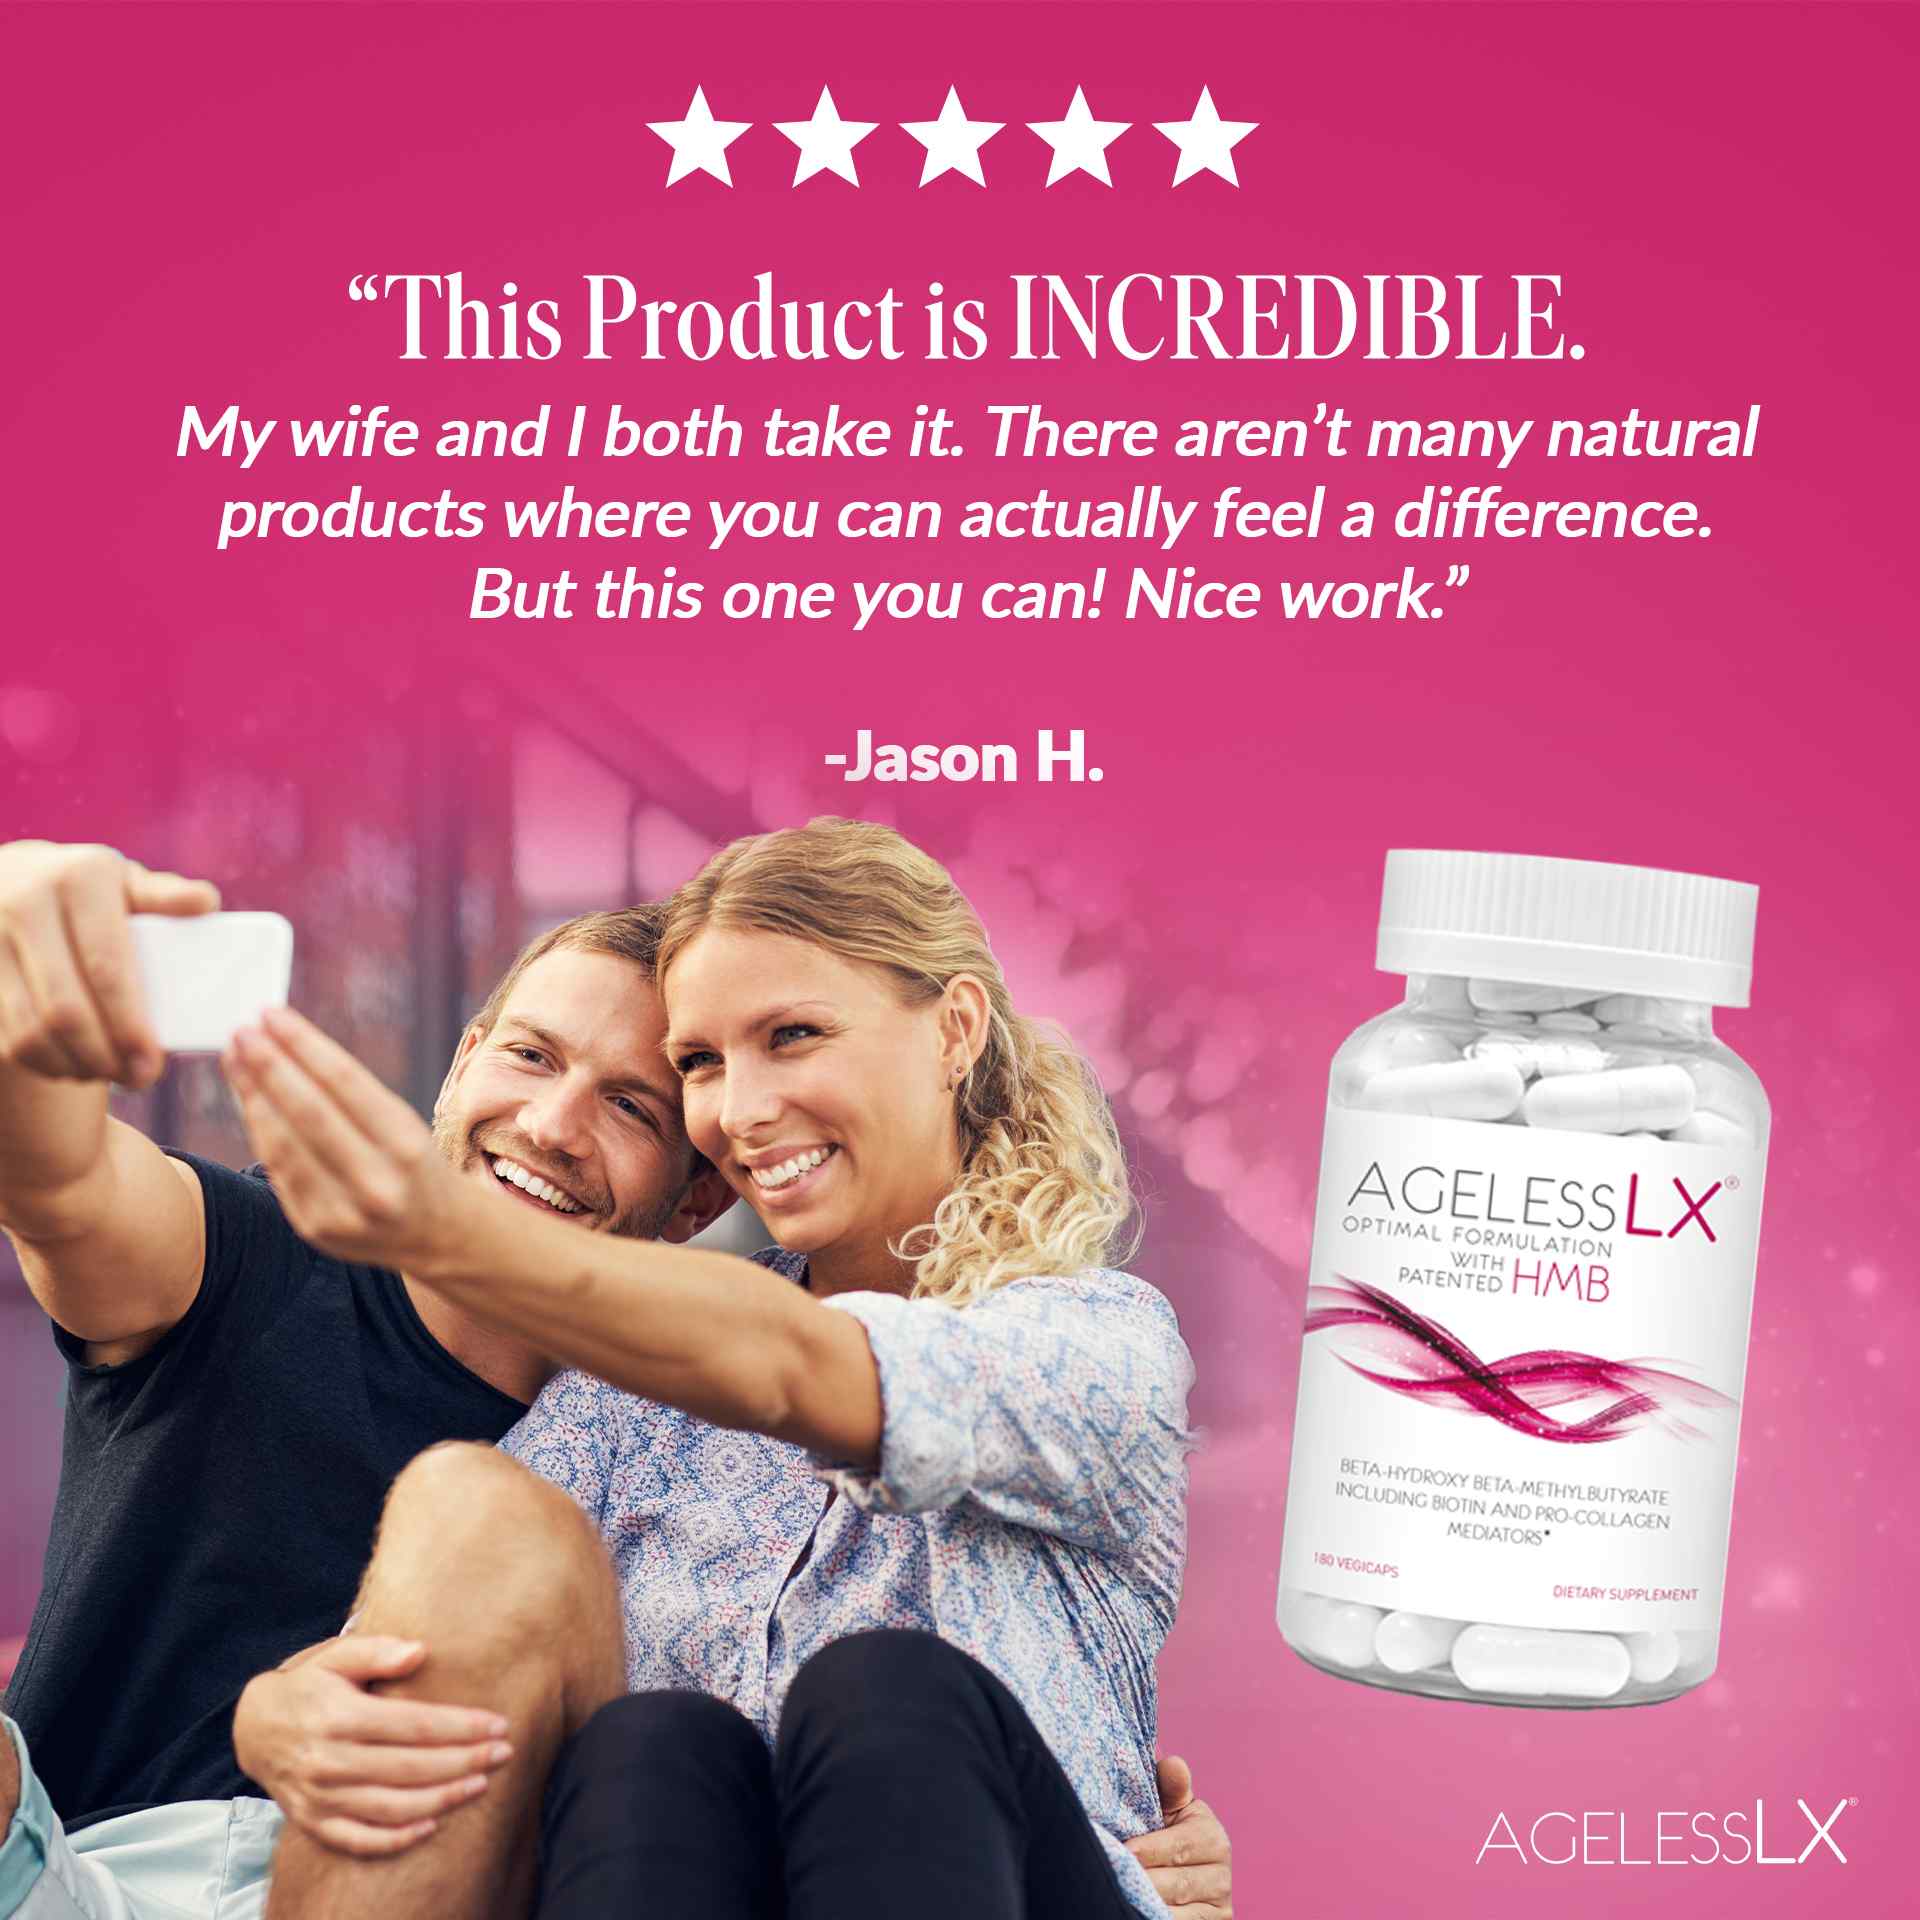 “This Product is INCREDIBLE.
My wife and I both take it. There aren’t many natural
products where you can actually feel a difference.
But this one you can! Nice work.”
-Jason H.
AGELESSLX®
OPTIMAL FORMULATION
WITH
PATENTED HMB
BETA-HYDROXY BETA-METHYLBUTYRATE
INCLUDING BIOTIN AND PRO-COLLAGEN
MEDIATORS*
180 VEGICAPS
DIETARY SUPPLEMENT
AGELESSLX®